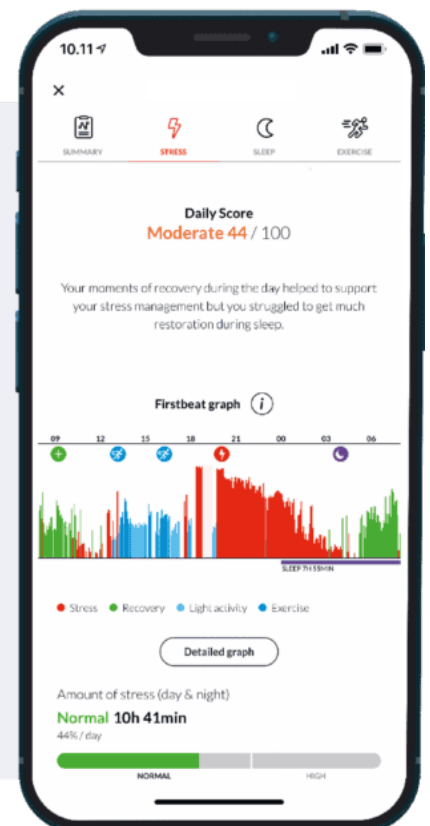 10.11
SUMMARY
STRESS
SLEEP
EXERCISE
Daily Score
Moderate 44 / 100
Your moments of recovery during the day helped to support
your stress management but you struggled to get much
restoration during sleep.
Firstbeat graph i
09 12 15 18 21 00 03 06
SLEEP 7H 55MIN
Stress Recovery Light activity Exercise
Detailed graph
Amount of stress (day & night)
Normal 10h 41min
44% / day
NORMAL HIGH